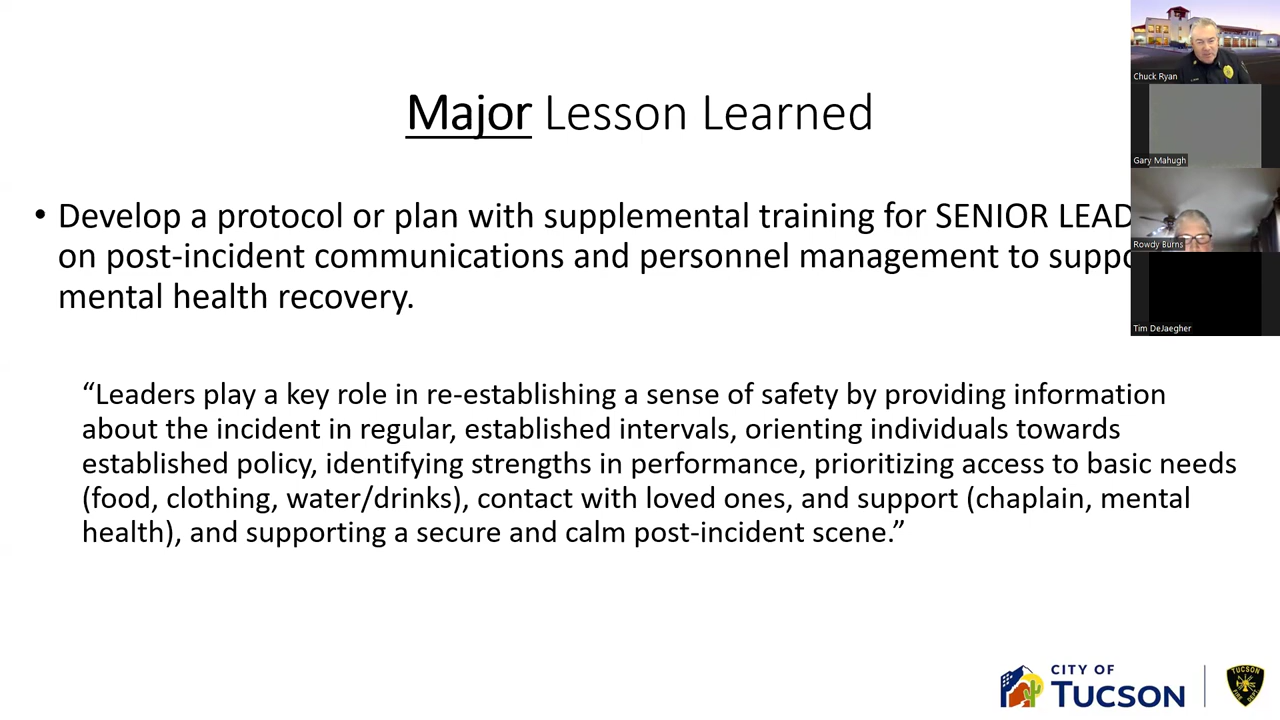 Major Lesson Learned
• Develop a protocol or plan with supplemental training for SENIOR LEAD
on post-incident communications and personnel management to suppo
mental health recovery.
“Leaders play a key role in re-establishing a sense of safety by providing information
about the incident in regular, established intervals, orienting individuals towards
established policy, identifying strengths in performance, prioritizing access to basic needs
(food, clothing, water/drinks), contact with loved ones, and support (chaplain, mental
health), and supporting a secure and calm post-incident scene.”
Chuck Ryan
Gary Mahugh
Rowdy Burns
Tim DeJaegher
CITY OF
TUCSON
TUCSON
FIRE DEPT